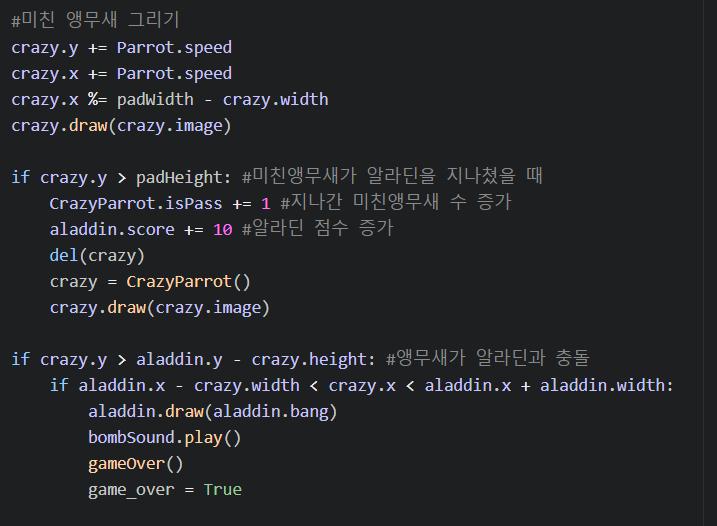 #미친 앵무새 그리기
crazy.y += Parrot.speed
crazy.x += Parrot.speed
crazy.x %= padWidth - crazy.width
crazy.draw(crazy.image)

if crazy.y > padHeight: #미친앵무새가 알라딘을 지나쳤을 때
    CrazyParrot.isPass += 1 #지나간 미친앵무새 수 증가
    aladdin.score += 10 #알라딘 점수 증가
    del(crazy)
    crazy = CrazyParrot()
    crazy.draw(crazy.image)

if crazy.y > aladdin.y - crazy.height: #앵무새가 알라딘과 충돌
    if aladdin.x - crazy.width < crazy.x < aladdin.x + aladdin.width:
        aladdin.draw(aladdin.bang)
        bombSound.play()
        gameOver()
        game_over = True